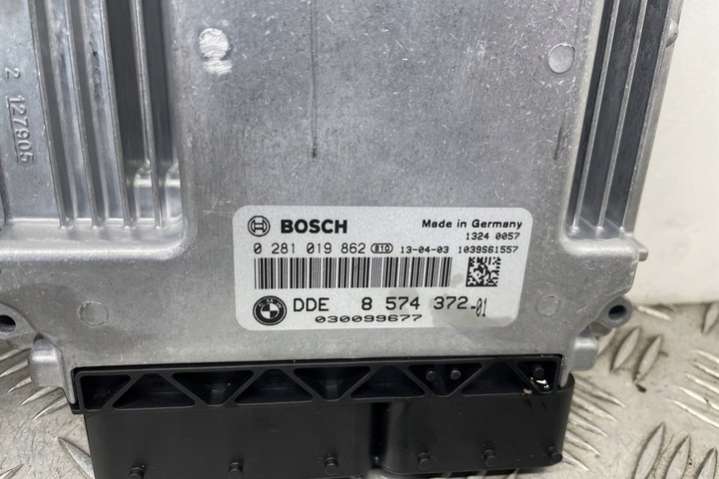 2 127905
BOSCH
Made in Germany
1324 0057
0 281 019 862 B10 13-04-03 1039S61557
DDE 8 574 372-01
030099677